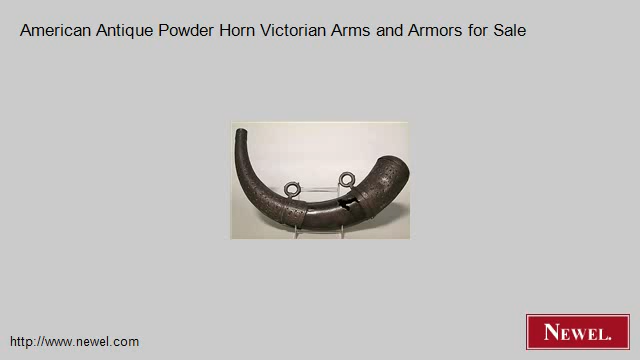 American Antique Powder Horn Victorian Arms and Armors for Sale
NEWEL.
http://www.newel.com